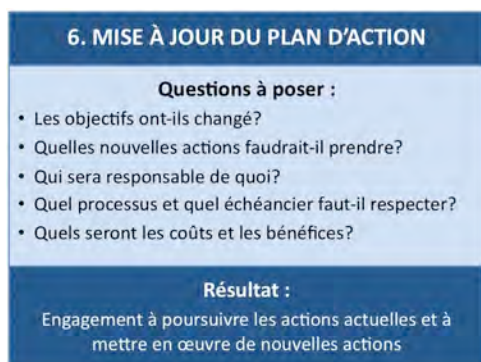 6. MISE À JOUR DU PLAN D'ACTION
Questions à poser :
• Les objectifs ont-ils changé?
• Quelles nouvelles actions faudrait-il prendre?
• Qui sera responsable de quoi?
• Quel processus et quel échéancier faut-il respecter?
• Quels seront les coûts et les bénéfices?
Résultat :
Engagement à poursuivre les actions actuelles et à
mettre en œuvre de nouvelles actions